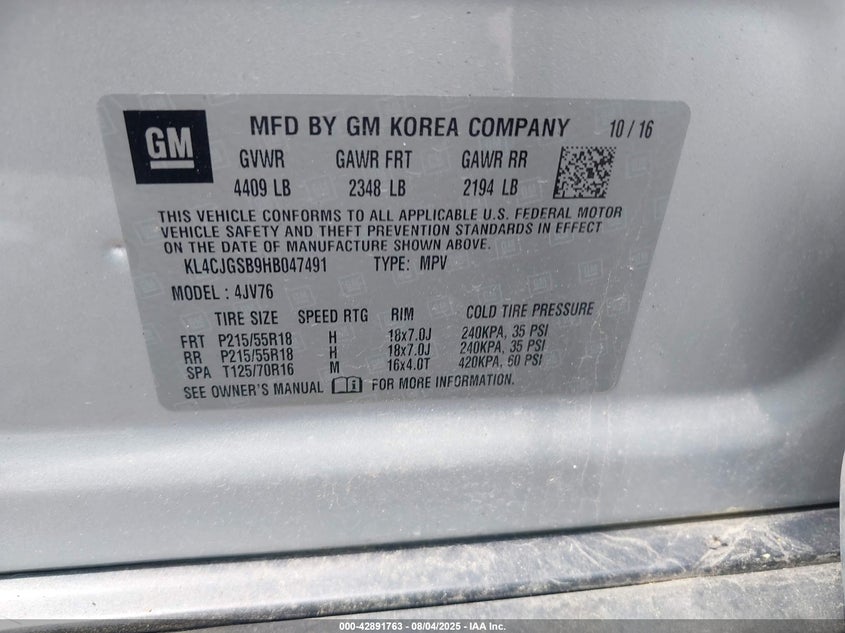 GM
MFD BY GM KOREA COMPANY 10 / 16
GVWR GAWR FRT GAWR RR
4409 LB 2348 LB 2194 LB
THIS VEHICLE CONFORMS TO ALL APPLICABLE U.S. FEDERAL MOTOR
VEHICLE SAFETY AND THEFT PREVENTION STANDARDS IN EFFECT
ON THE DATE OF MANUFACTURE SHOWN ABOVE.
KL4CJGSB9HB047491 TYPE: MPV
MODEL : 4JV76
TIRE SIZE SPEED RTG RIM COLD TIRE PRESSURE
FRT P215/55R18 H 18x7.0J 240KPA, 35 PSI
RR P215/55R18 H 18x7.0J 240KPA, 35 PSI
SPA T125/70R16 M 16x4.0T 420KPA, 60 PSI
SEE OWNER'S MANUAL FOR MORE INFORMATION.
000-42891763 - 08/04/2025 - IAA Inc.